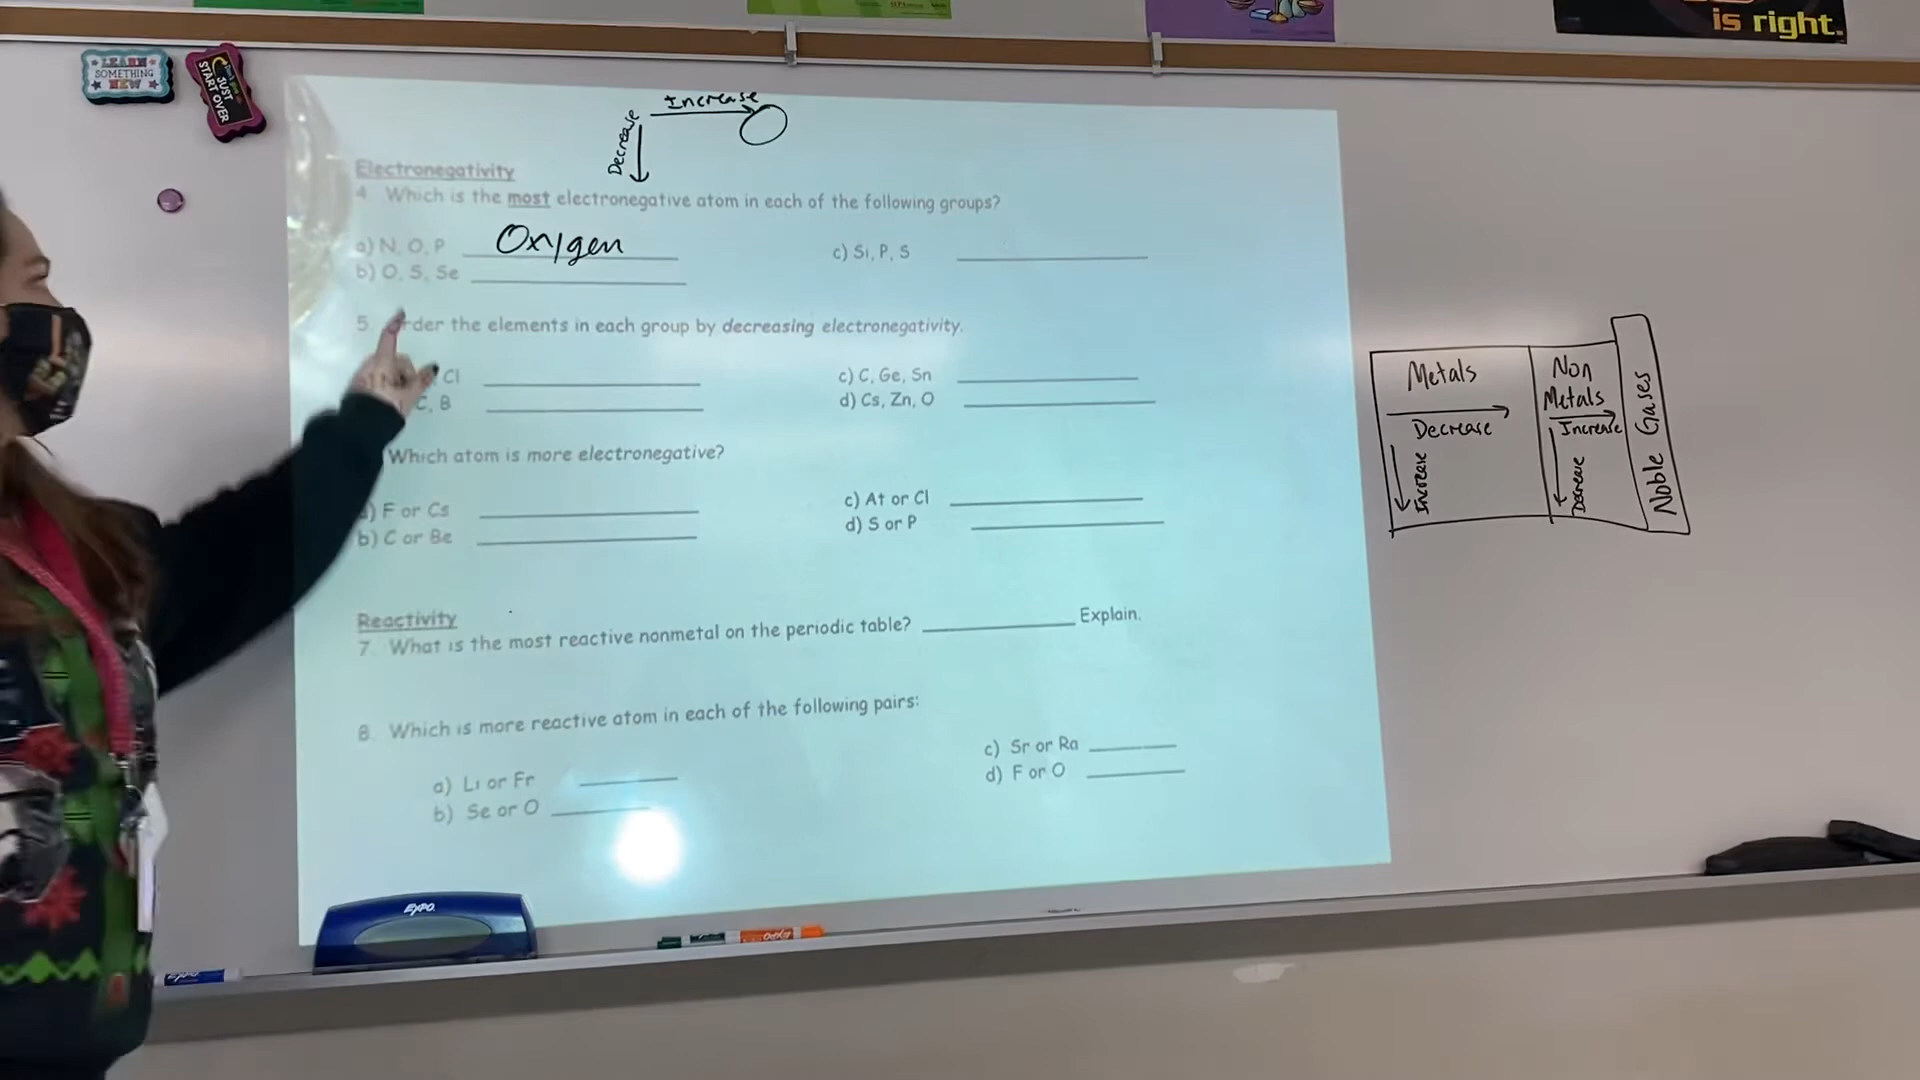 is right.
LEARN
SOMETHING
NEW
Don't give up
JUST
START OVER
Increase
Decrease
Electronegativity
4 Which is the most electronegative atom in each of the following groups?
a) N, O, P Oxygen
c) Si, P, S
b) O, S, Se
5. Order the elements in each group by decreasing electronegativity.
Cl
c) C, Ge, Sn
C, B
d) Cs, Zn, O
Which atom is more electronegative?
) F or Cs
c) At or Cl
b) C or Be
d) S or P
Reactivity
7. What is the most reactive nonmetal on the periodic table? Explain.
8. Which is more reactive atom in each of the following pairs:
c) Sr or Ra
a) Li or Fr
d) F or O
b) Se or O
Metals
Decrease
Increase
Non
Metals
Increase
Decrease
Noble Gases
EXPO
EXPO